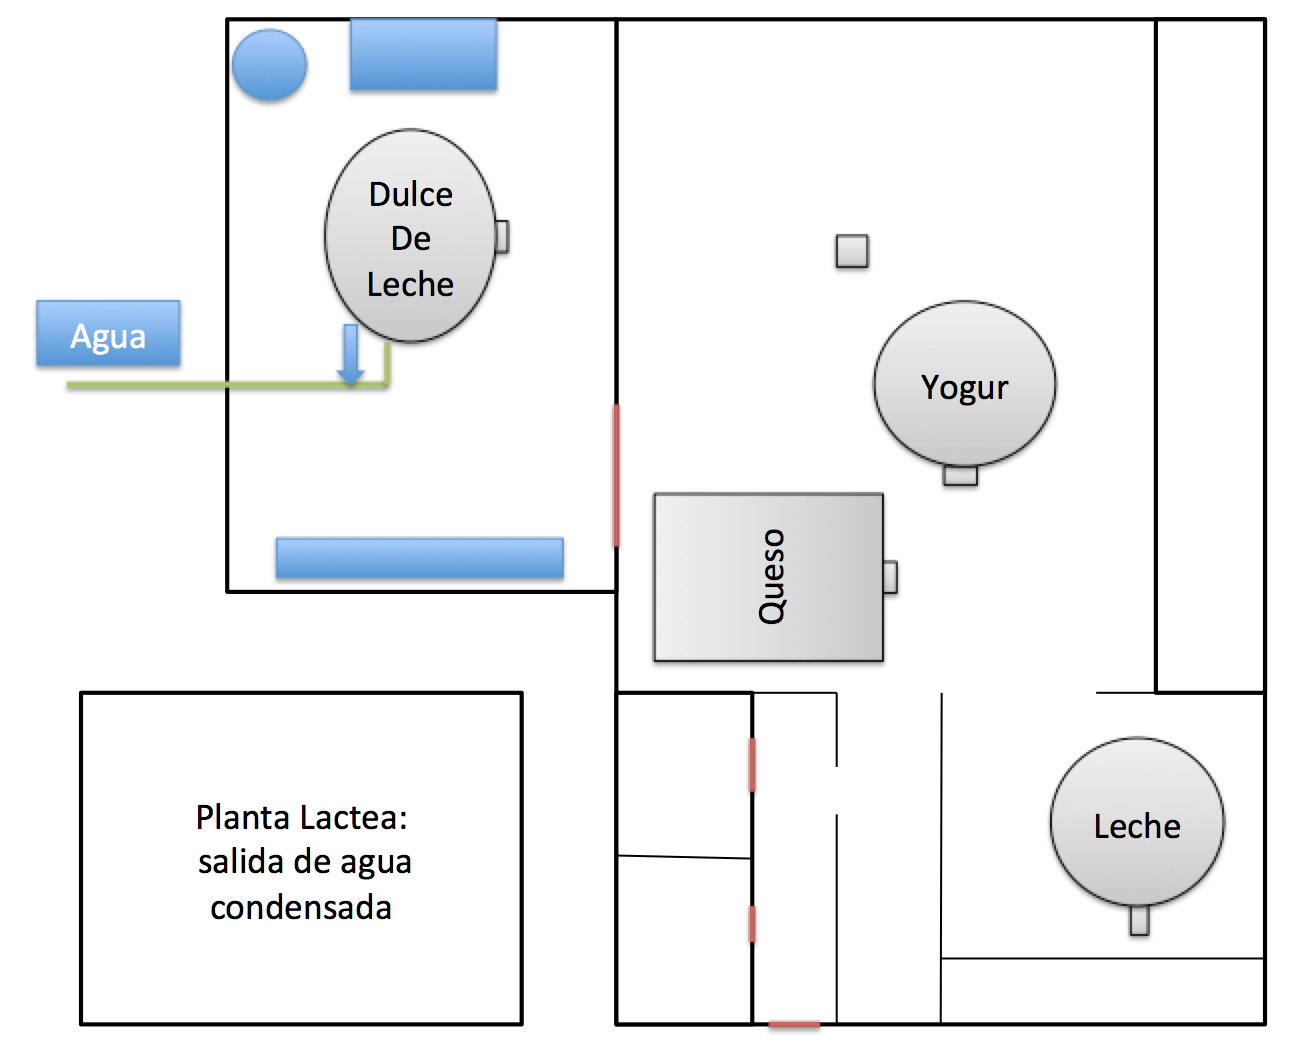 Dulce
De
Leche
Agua
Yogur
Queso
Planta Lactea:
salida de agua
condensada
Leche